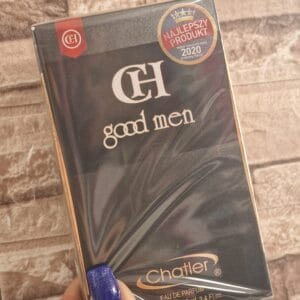 CH
NAJLEPSZY
PRODUKT
2020
CH
good men
Chatler®
EAU DE PARFUM